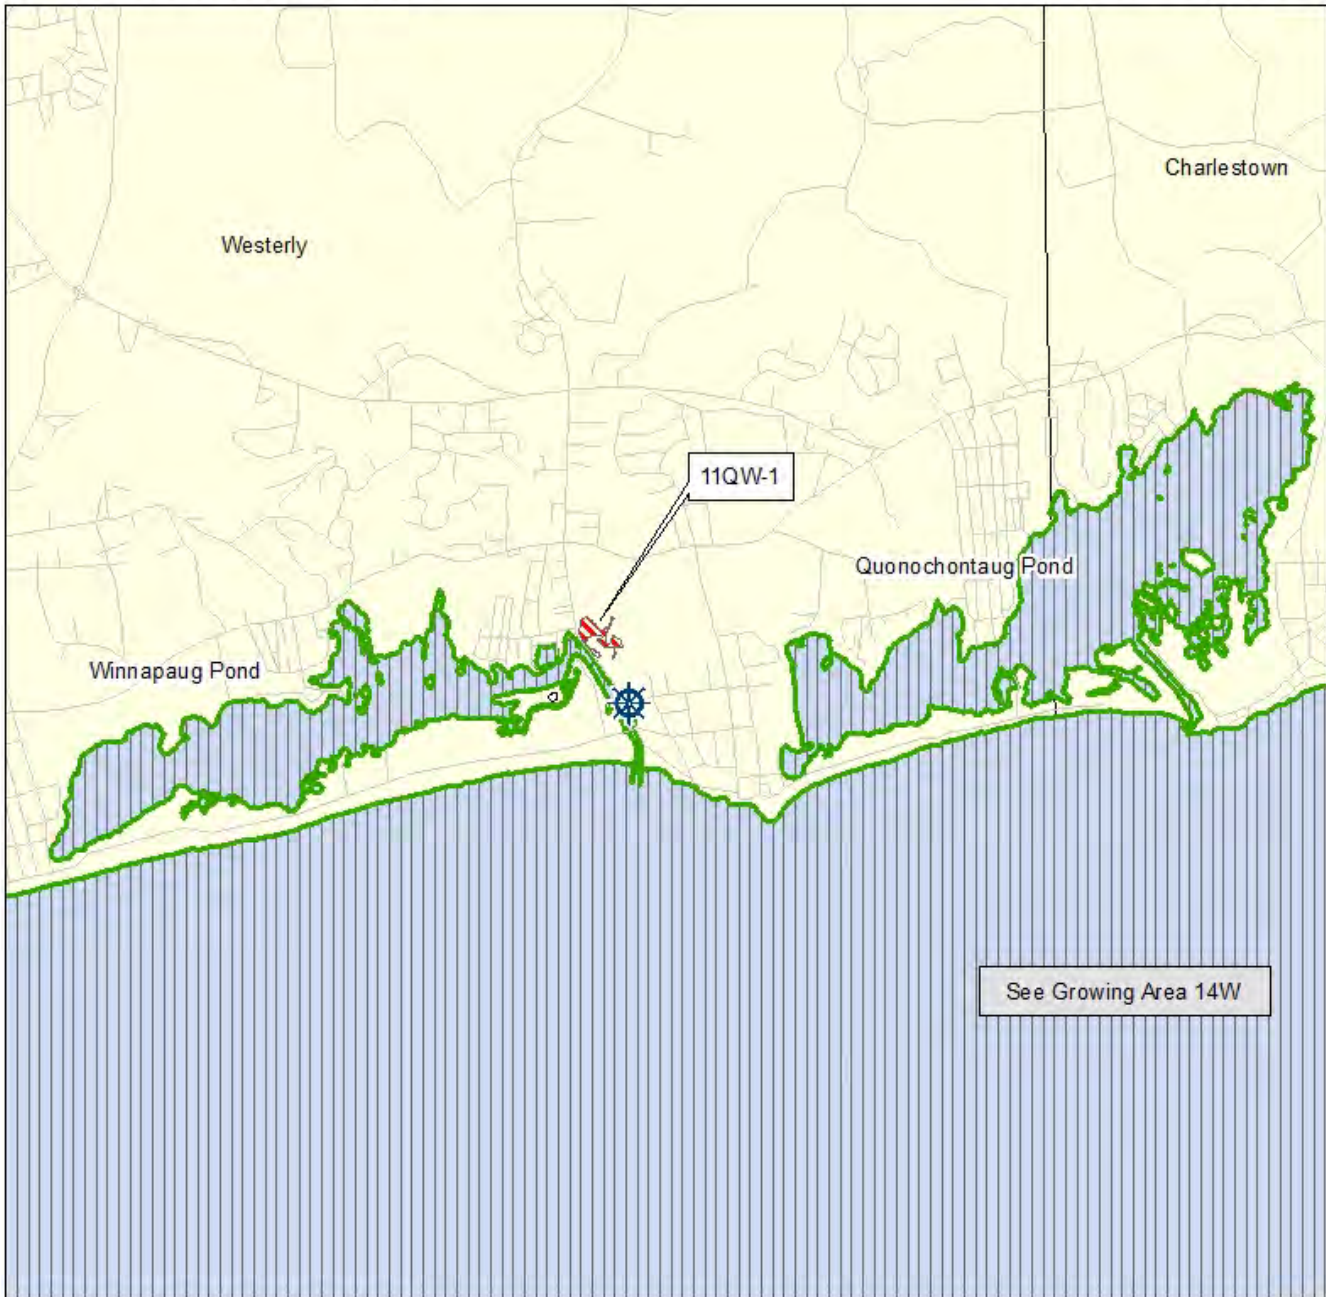 Charlestown
Westerly
11QW-1
Quonochontaug Pond
Winnapaug Pond
See Growing Area 14W